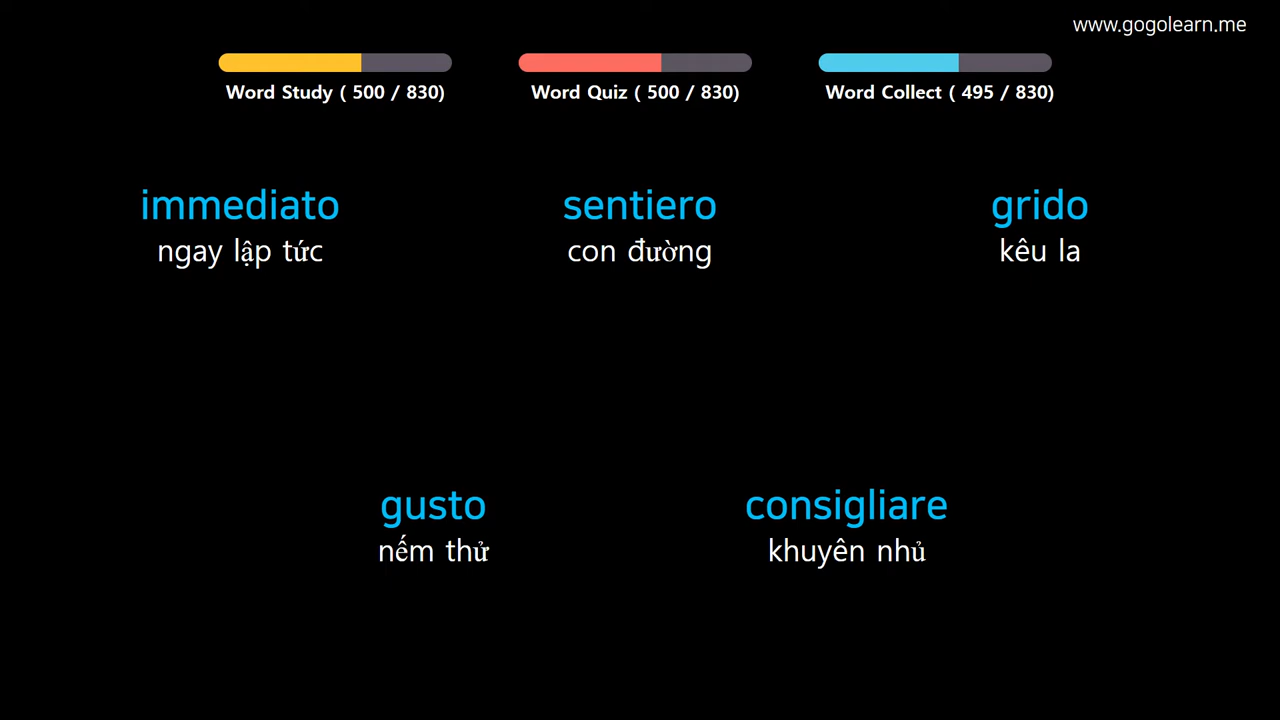 www.gogolearn.me
Word Study ( 500 / 830)
Word Quiz ( 500 / 830)
Word Collect ( 495 / 830)
immediato
ngay lập tức
sentiero
con đường
grido
kêu la
gusto
nếm thử
consigliare
khuyên nhủ